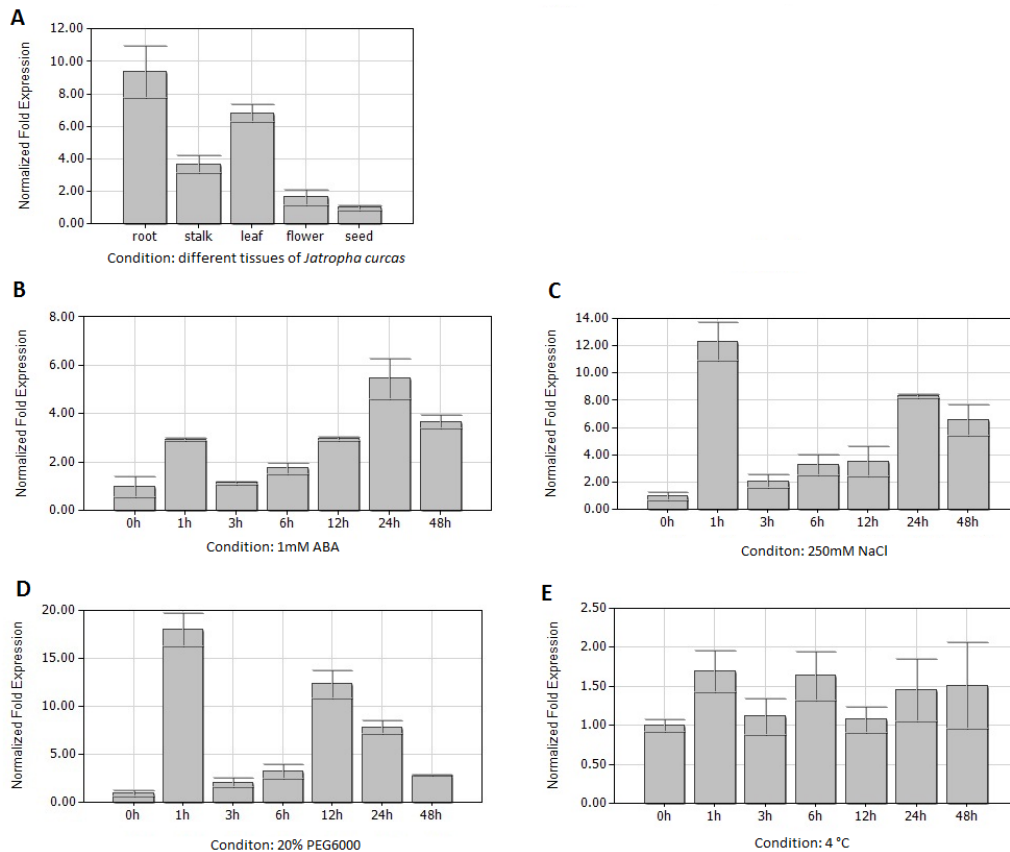 A
Normalized Fold Expression
12.00
10.00
8.00
6.00
4.00
2.00
0.00
root stalk leaf flower seed
Condition: different tissues of Jatropha curcas
B
Normalized Fold Expression
8.00
6.00
4.00
2.00
0.00
0h 1h 3h 6h 12h 24h 48h
Condition: 1mM ABA
C
Normalized Fold Expression
14.00
12.00
10.00
8.00
6.00
4.00
2.00
0.00
0h 1h 3h 6h 12h 24h 48h
Conditon: 250mM NaCl
D
Normalized Fold Expression
20.00
15.00
10.00
5.00
0.00
0h 1h 3h 6h 12h 24h 48h
Conditon: 20% PEG6000
E
Normalized Fold Expression
2.50
2.00
1.50
1.00
0.50
0.00
0h 1h 3h 6h 12h 24h 48h
Condition: 4 °C